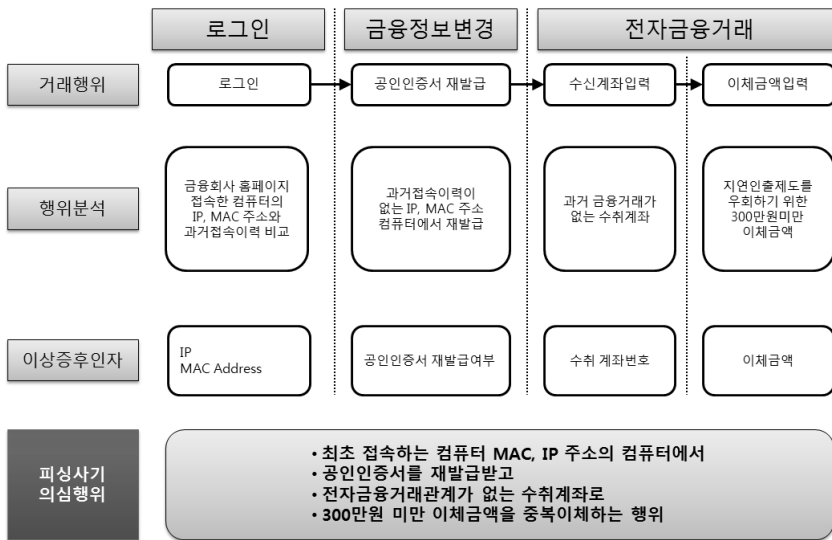 로그인
금융정보변경
전자금융거래
거래행위
로그인
공인인증서 재발급
수신계좌입력
이체금액입력
행위분석
금융회사 홈페이지
접속한 컴퓨터의
IP, MAC 주소와
과거접속이력 비교
과거접속이력이
없는 IP, MAC 주소
컴퓨터에서 재발급
과거 금융거래가
없는 수취계좌
지연인출제도를
우회하기 위한
300만원미만
이체금액
이상증후인자
IP
MAC Address
공인인증서 재발급여부
수취 계좌번호
이체금액
피싱사기
의심행위
• 최초 접속하는 컴퓨터 MAC, IP 주소의 컴퓨터에서
• 공인인증서를 재발급받고
• 전자금융거래관계가 없는 수취계좌로
• 300만원 미만 이체금액을 중복이체하는 행위